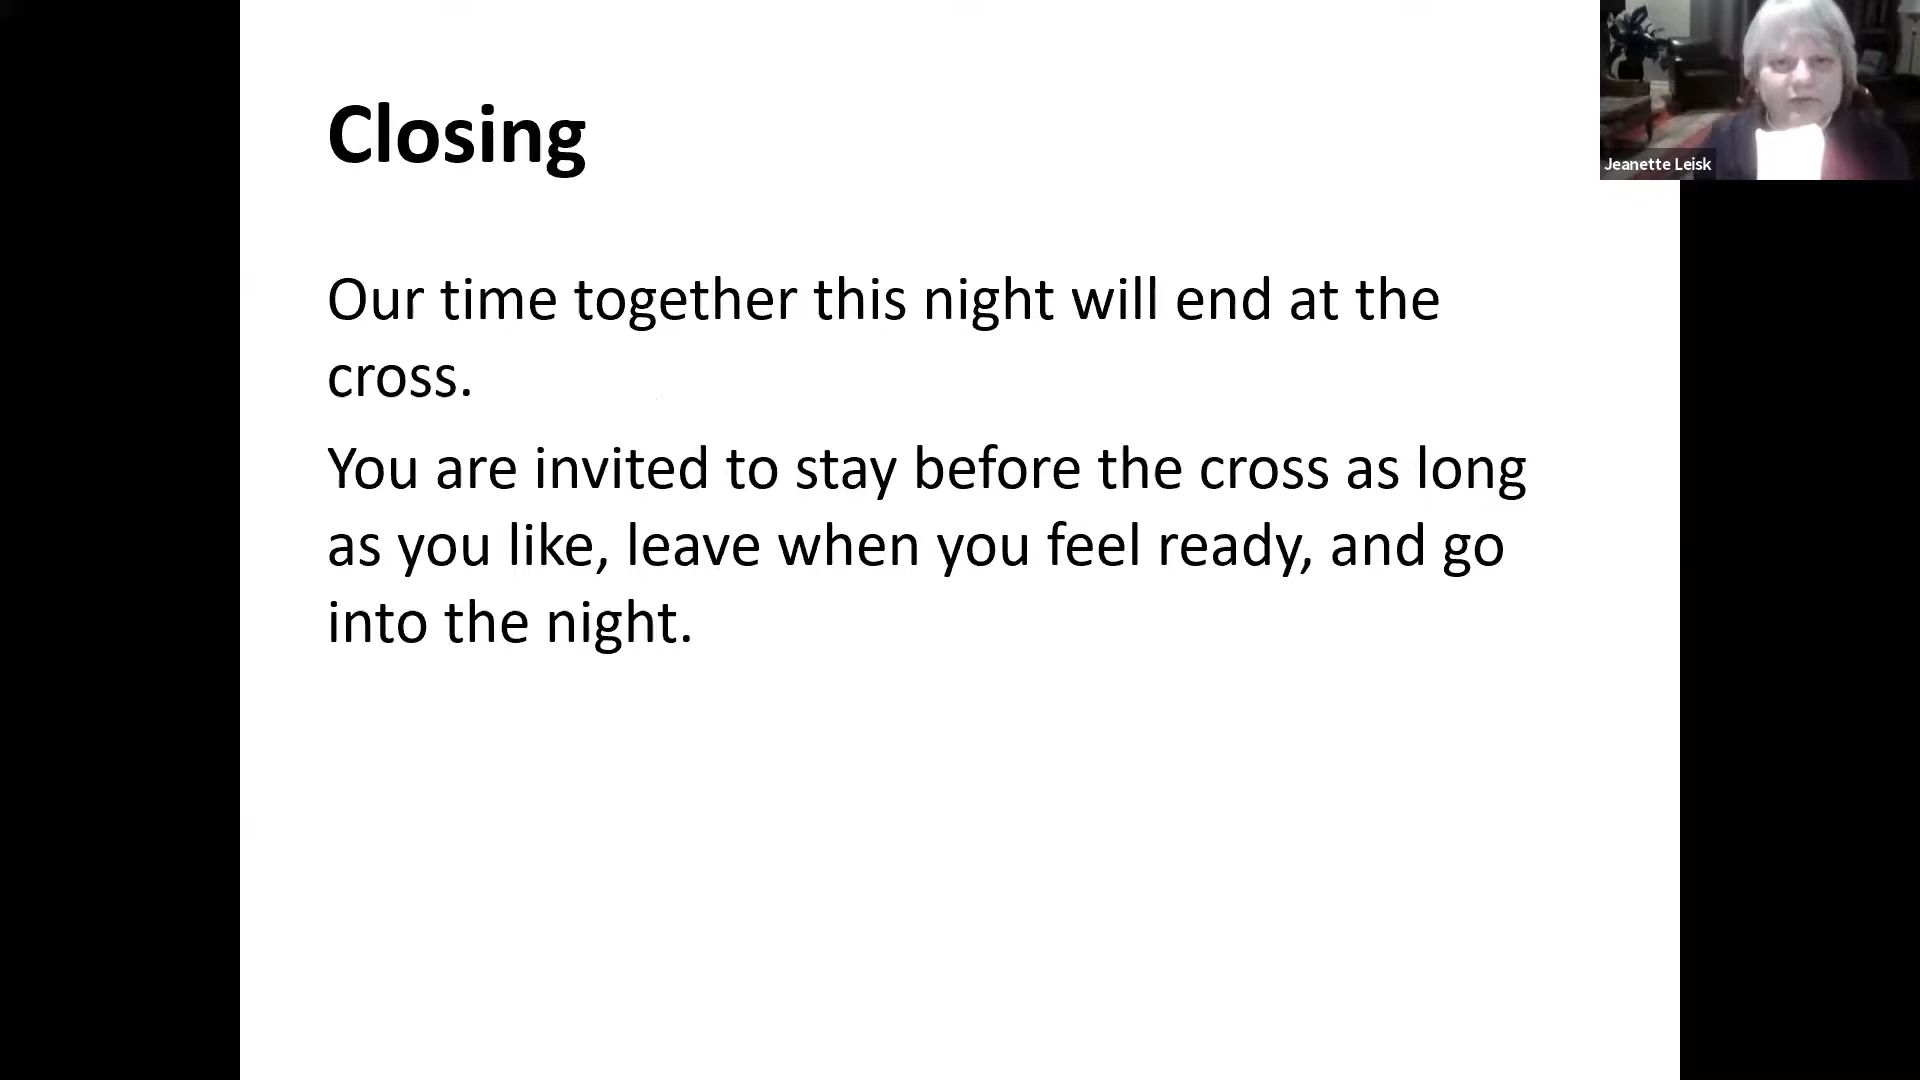 Closing
Our time together this night will end at the
cross.
You are invited to stay before the cross as long
as you like, leave when you feel ready, and go
into the night.
Jeanette Leisk